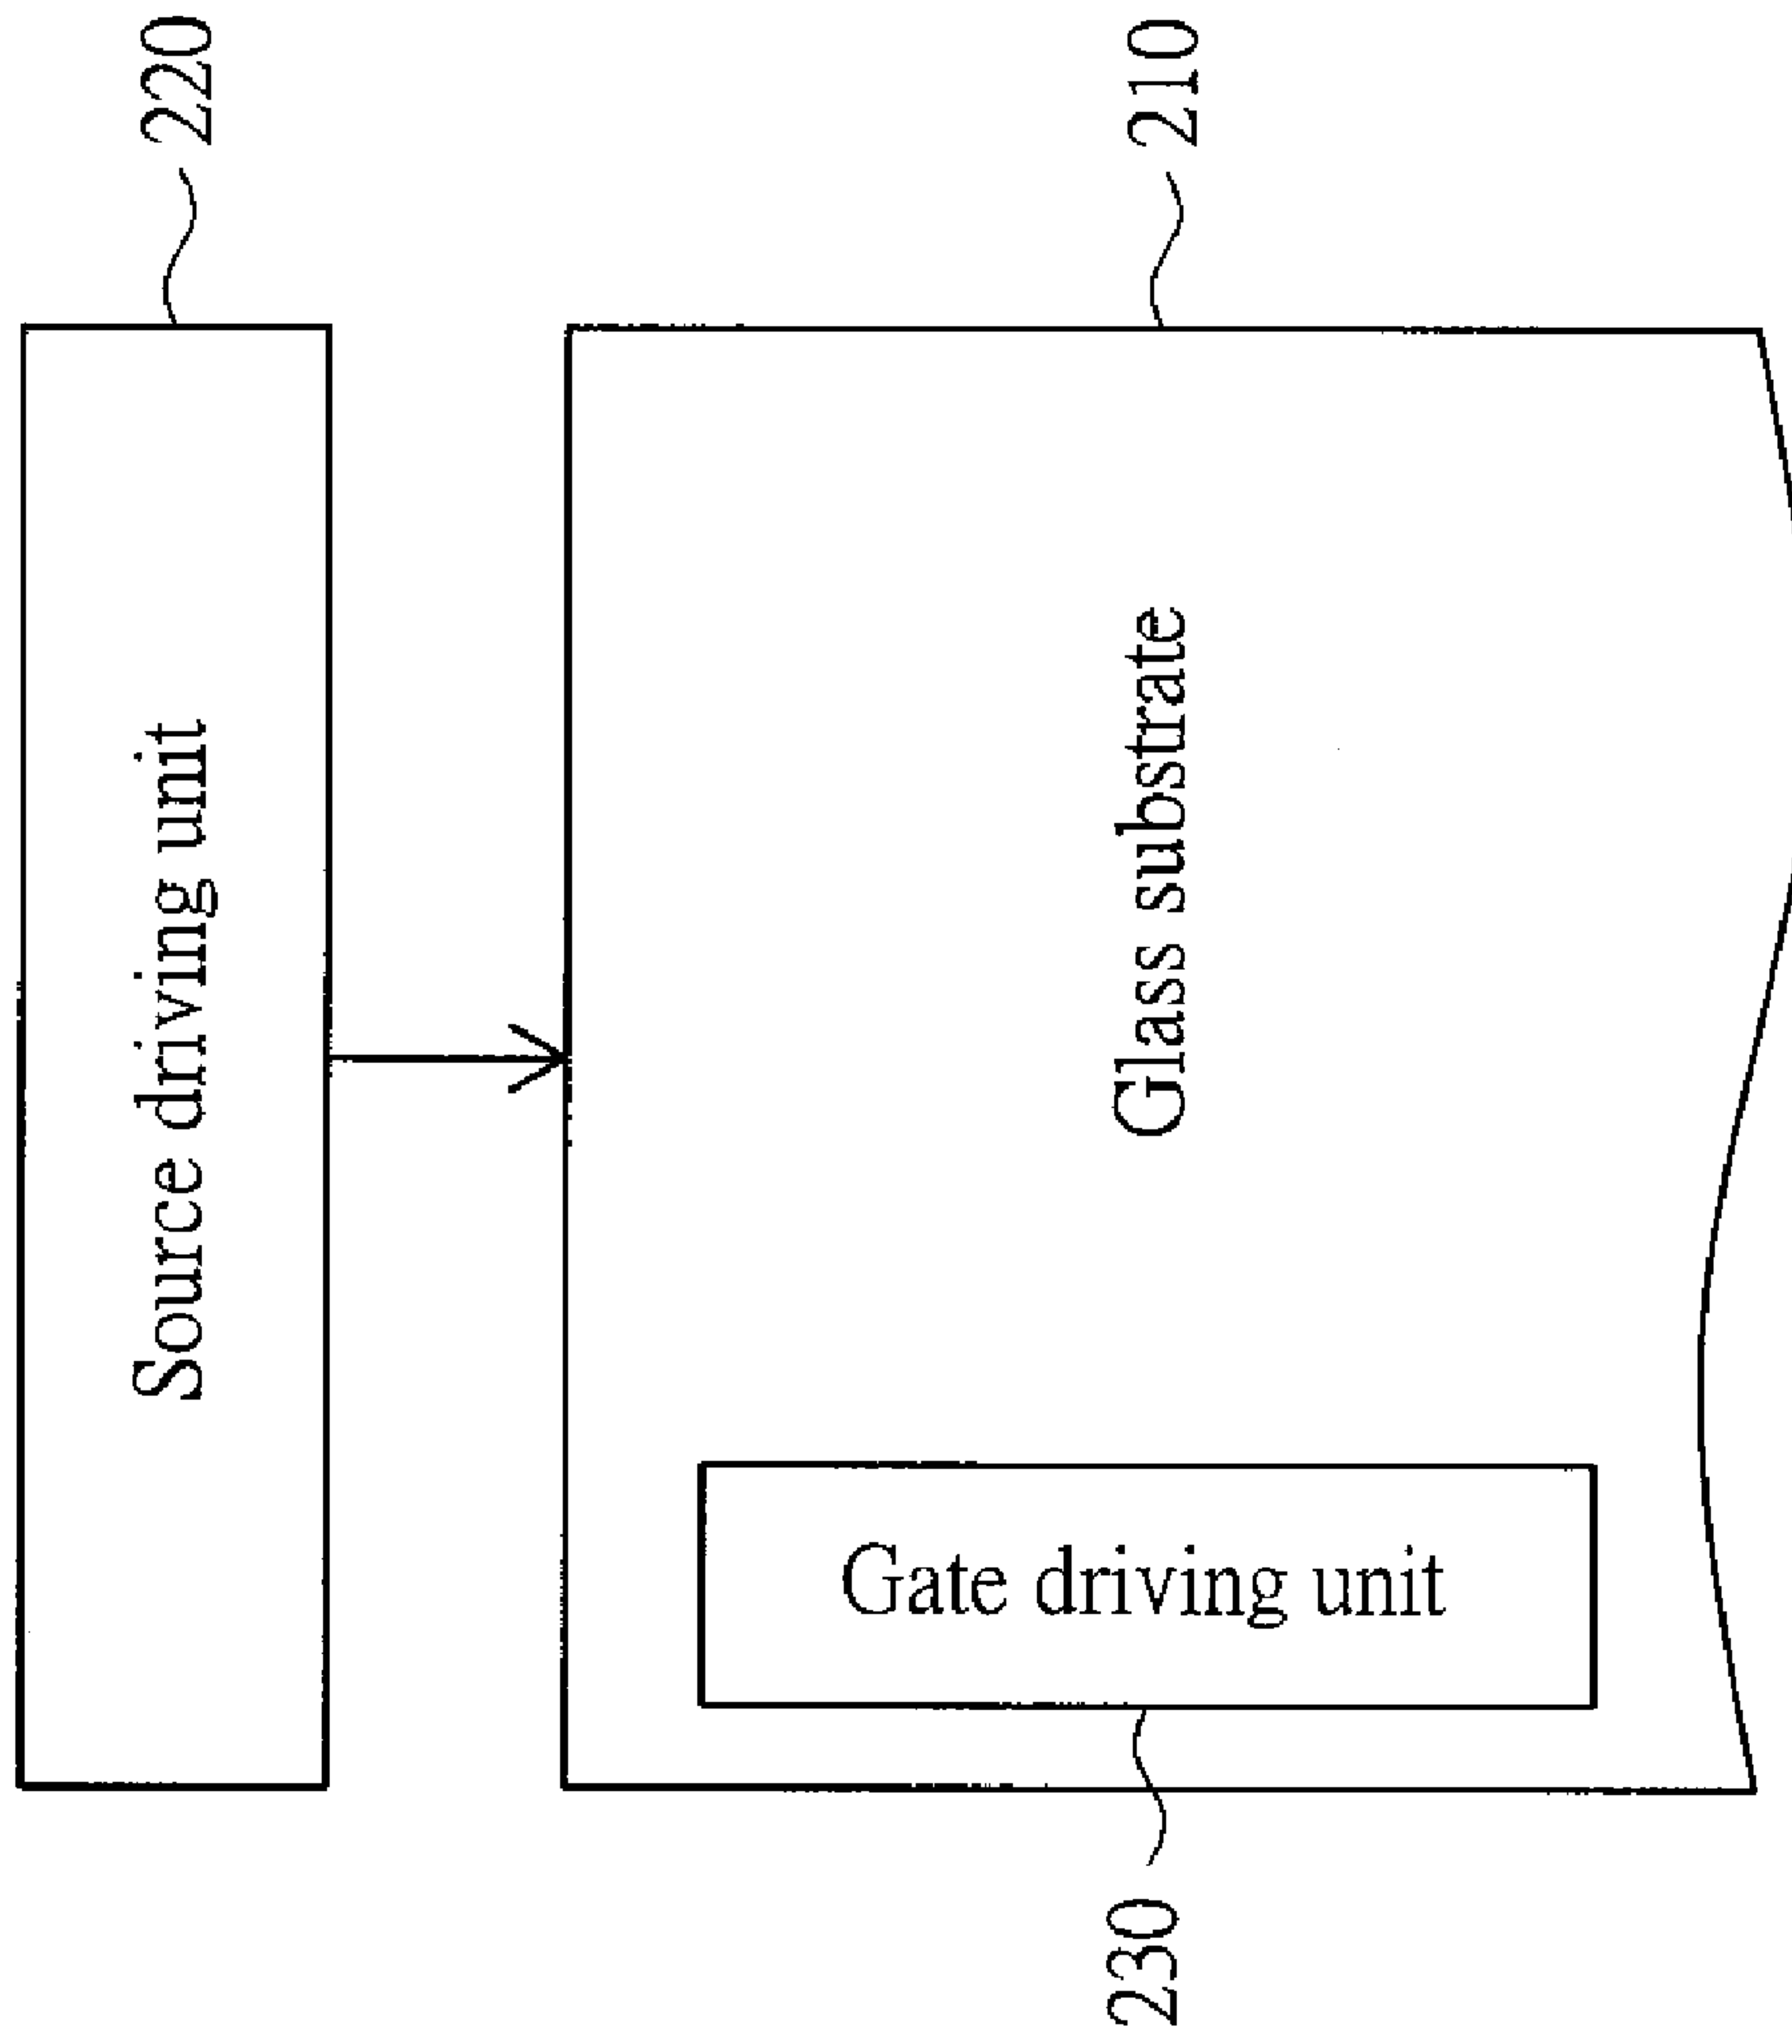 Source driving unit
220
Glass substrate
210
Gate driving unit
230